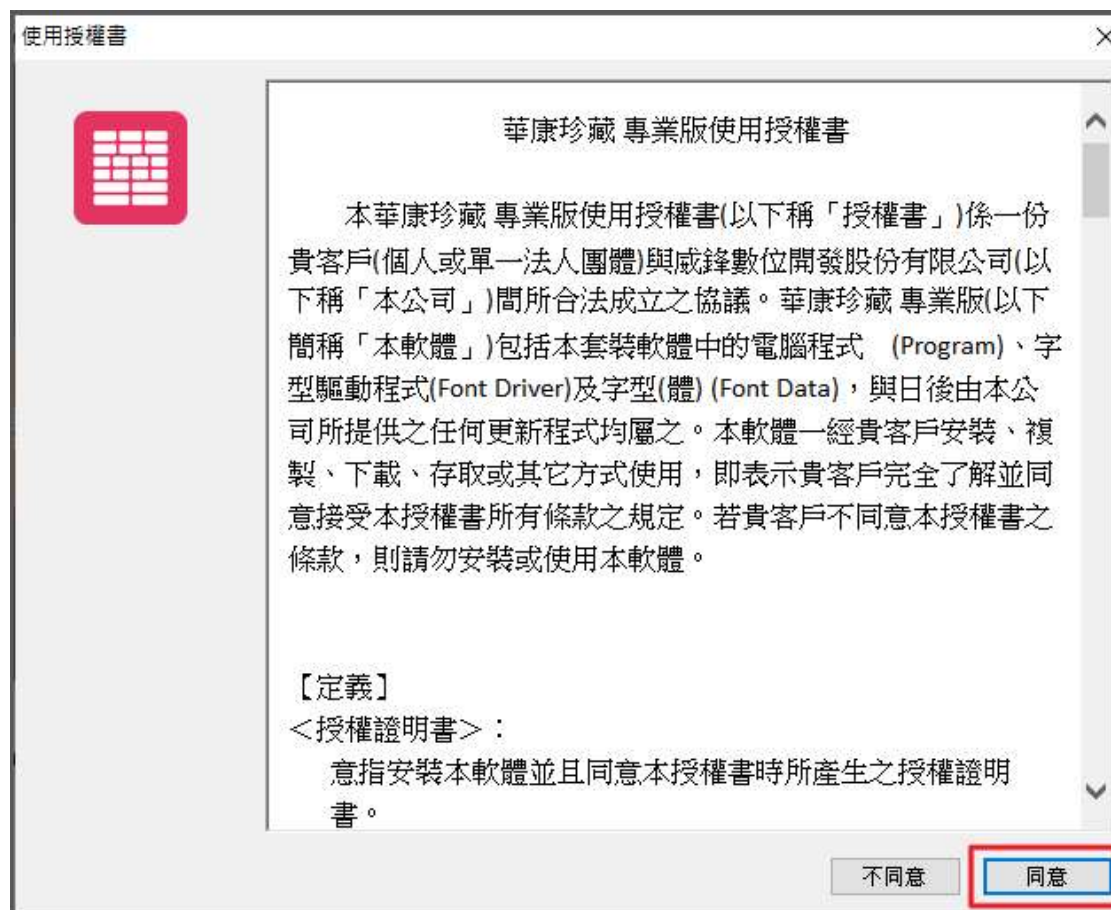 使用授權書
華康珍藏 專業版使用授權書
本華康珍藏 專業版使用授權書(以下稱「授權書」)係一份
貴客戶(個人或單一法人團體)與威鋒數位開發股份有限公司(以
下稱「本公司」)間所合法成立之協議。華康珍藏 專業版(以下
簡稱「本軟體」)包括本套裝軟體中的電腦程式 (Program)、字
型驅動程式(Font Driver)及字型(體) (Font Data)，與日後由本公
司所提供之任何更新程式均屬之。本軟體一經貴客戶安裝、複
製、下載、存取或其它方式使用，即表示貴客戶完全了解並同
意接受本授權書所有條款之規定。若貴客戶不同意本授權書之
條款，則請勿安裝或使用本軟體。
【定義】
＜授權證明書＞：
意指安裝本軟體並且同意本授權書時所產生之授權證明
書。
不同意
同意